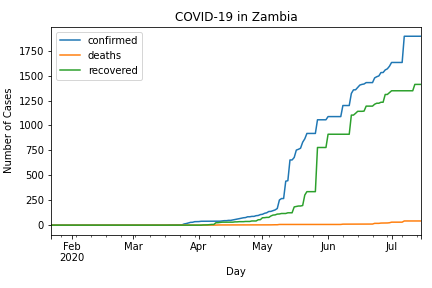 COVID-19 in Zambia
confirmed
deaths
recovered
Number of Cases
1750
1500
1250
1000
750
500
250
0
Feb
2020
Mar
Apr
May
Jun
Jul
Day